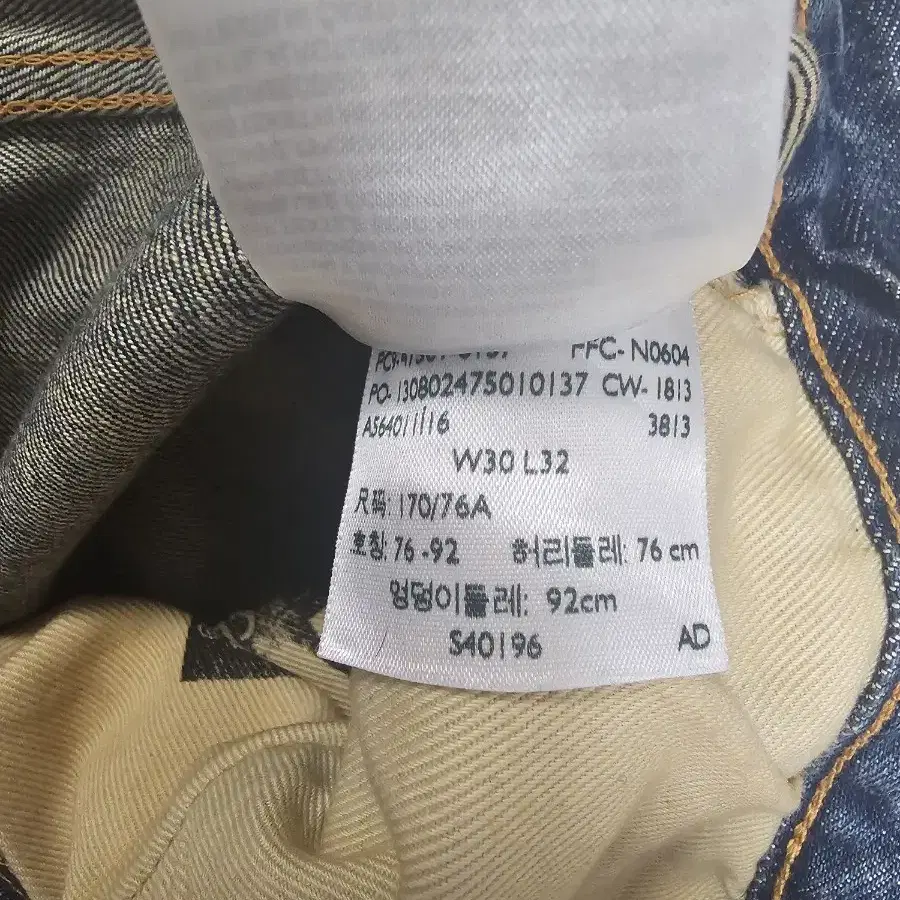 FFC- N0604
PO- 130802475010137 CW- 1813
AS64011116 3813
W30 L32
尺码: 170/76A
호칭: 76 -92 허리둘레: 76 cm
엉덩이둘레: 92cm
S40196 AD